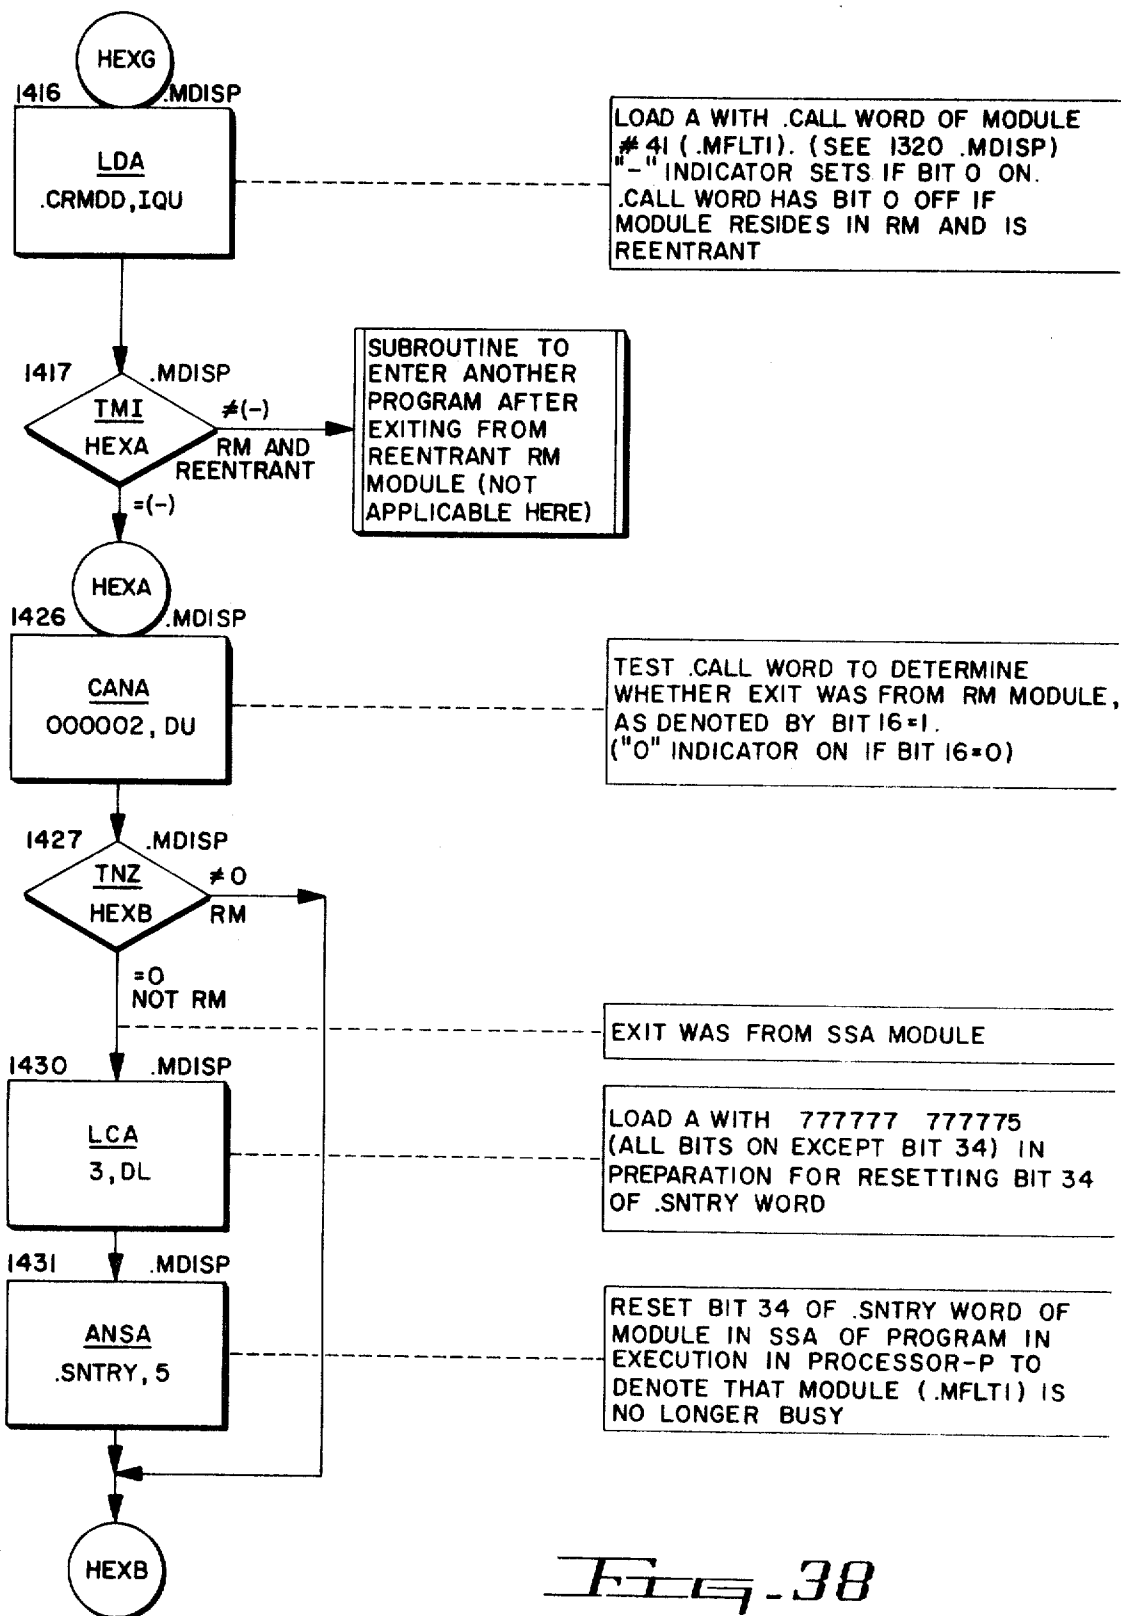 HEXG
1416 .MDISP
LDA
.CRMDD,IQU
LOAD A WITH .CALL WORD OF MODULE
#41 (.MFLT1). (SEE 1320 .MDISP)
"-" INDICATOR SETS IF BIT 0 ON.
.CALL WORD HAS BIT 0 OFF IF
MODULE RESIDES IN RM AND IS
REENTRANT
1417 .MDISP
TMI
HEXA
≠(-)
RM AND
REENTRANT
=(-)
SUBROUTINE TO
ENTER ANOTHER
PROGRAM AFTER
EXITING FROM
REENTRANT RM
MODULE (NOT
APPLICABLE HERE)
HEXA
1426 .MDISP
CANA
000002, DU
TEST .CALL WORD TO DETERMINE
WHETHER EXIT WAS FROM RM MODULE,
AS DENOTED BY BIT 16=1.
("0" INDICATOR ON IF BIT 16=0)
1427 .MDISP
TNZ
HEXB
≠0
RM
=0
NOT RM
EXIT WAS FROM SSA MODULE
1430 .MDISP
LCA
3, DL
LOAD A WITH 777777 777775
(ALL BITS ON EXCEPT BIT 34) IN
PREPARATION FOR RESETTING BIT 34
OF .SNTRY WORD
1431 .MDISP
ANSA
.SNTRY, 5
RESET BIT 34 OF .SNTRY WORD OF
MODULE IN SSA OF PROGRAM IN
EXECUTION IN PROCESSOR-P TO
DENOTE THAT MODULE (.MFLT1) IS
NO LONGER BUSY
HEXB
FIG-38